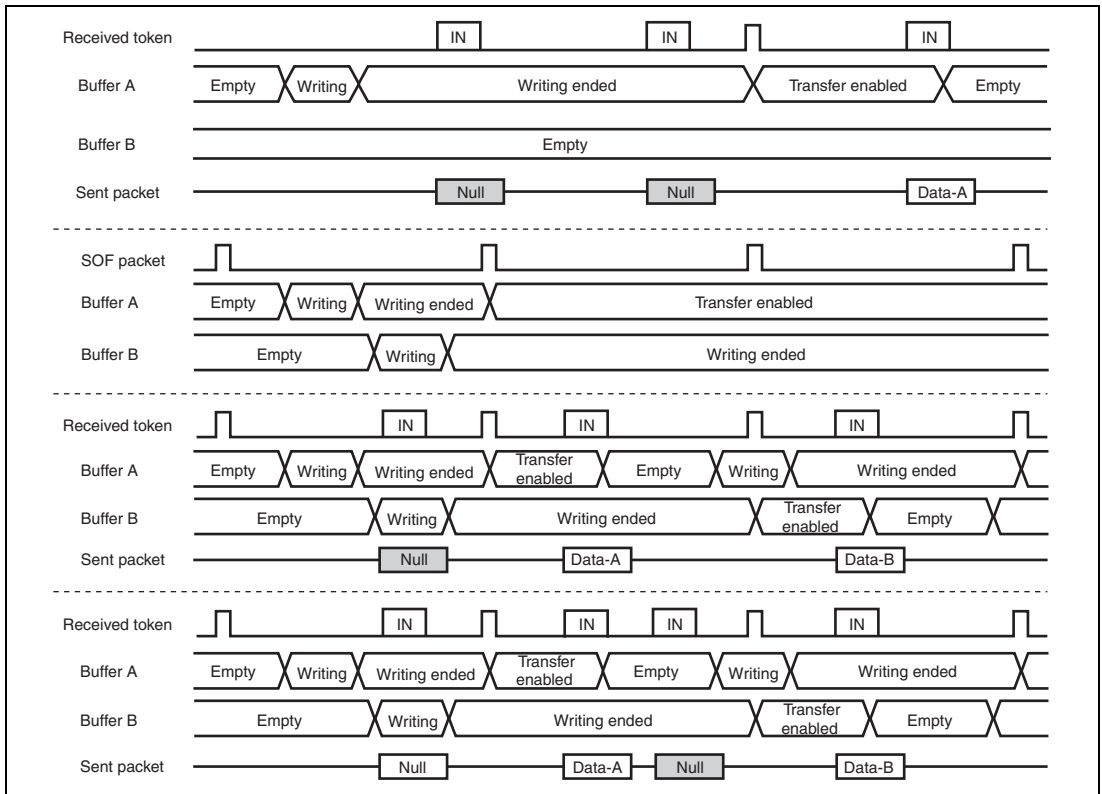 Received token IN IN IN
Buffer A Empty Writing Writing ended Transfer enabled Empty
Buffer B Empty
Sent packet Null Null Data-A
SOF packet
Buffer A Empty Writing Writing ended Transfer enabled
Buffer B Empty Writing Writing ended
Received token IN IN IN
Buffer A Empty Writing Writing ended Transfer enabled Empty Writing Writing ended
Buffer B Empty Writing Writing ended Transfer enabled Empty
Sent packet Null Data-A Data-B
Received token IN IN IN IN
Buffer A Empty Writing Writing ended Transfer enabled Empty Writing Writing ended
Buffer B Empty Writing Writing ended Transfer enabled Empty
Sent packet Null Data-A Null Data-B